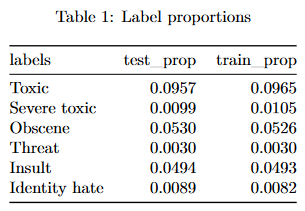 Table 1: Label proportions
labels test_prop train_prop
Toxic 0.0957 0.0965
Severe toxic 0.0099 0.0105
Obscene 0.0530 0.0526
Threat 0.0030 0.0030
Insult 0.0494 0.0493
Identity hate 0.0089 0.0082